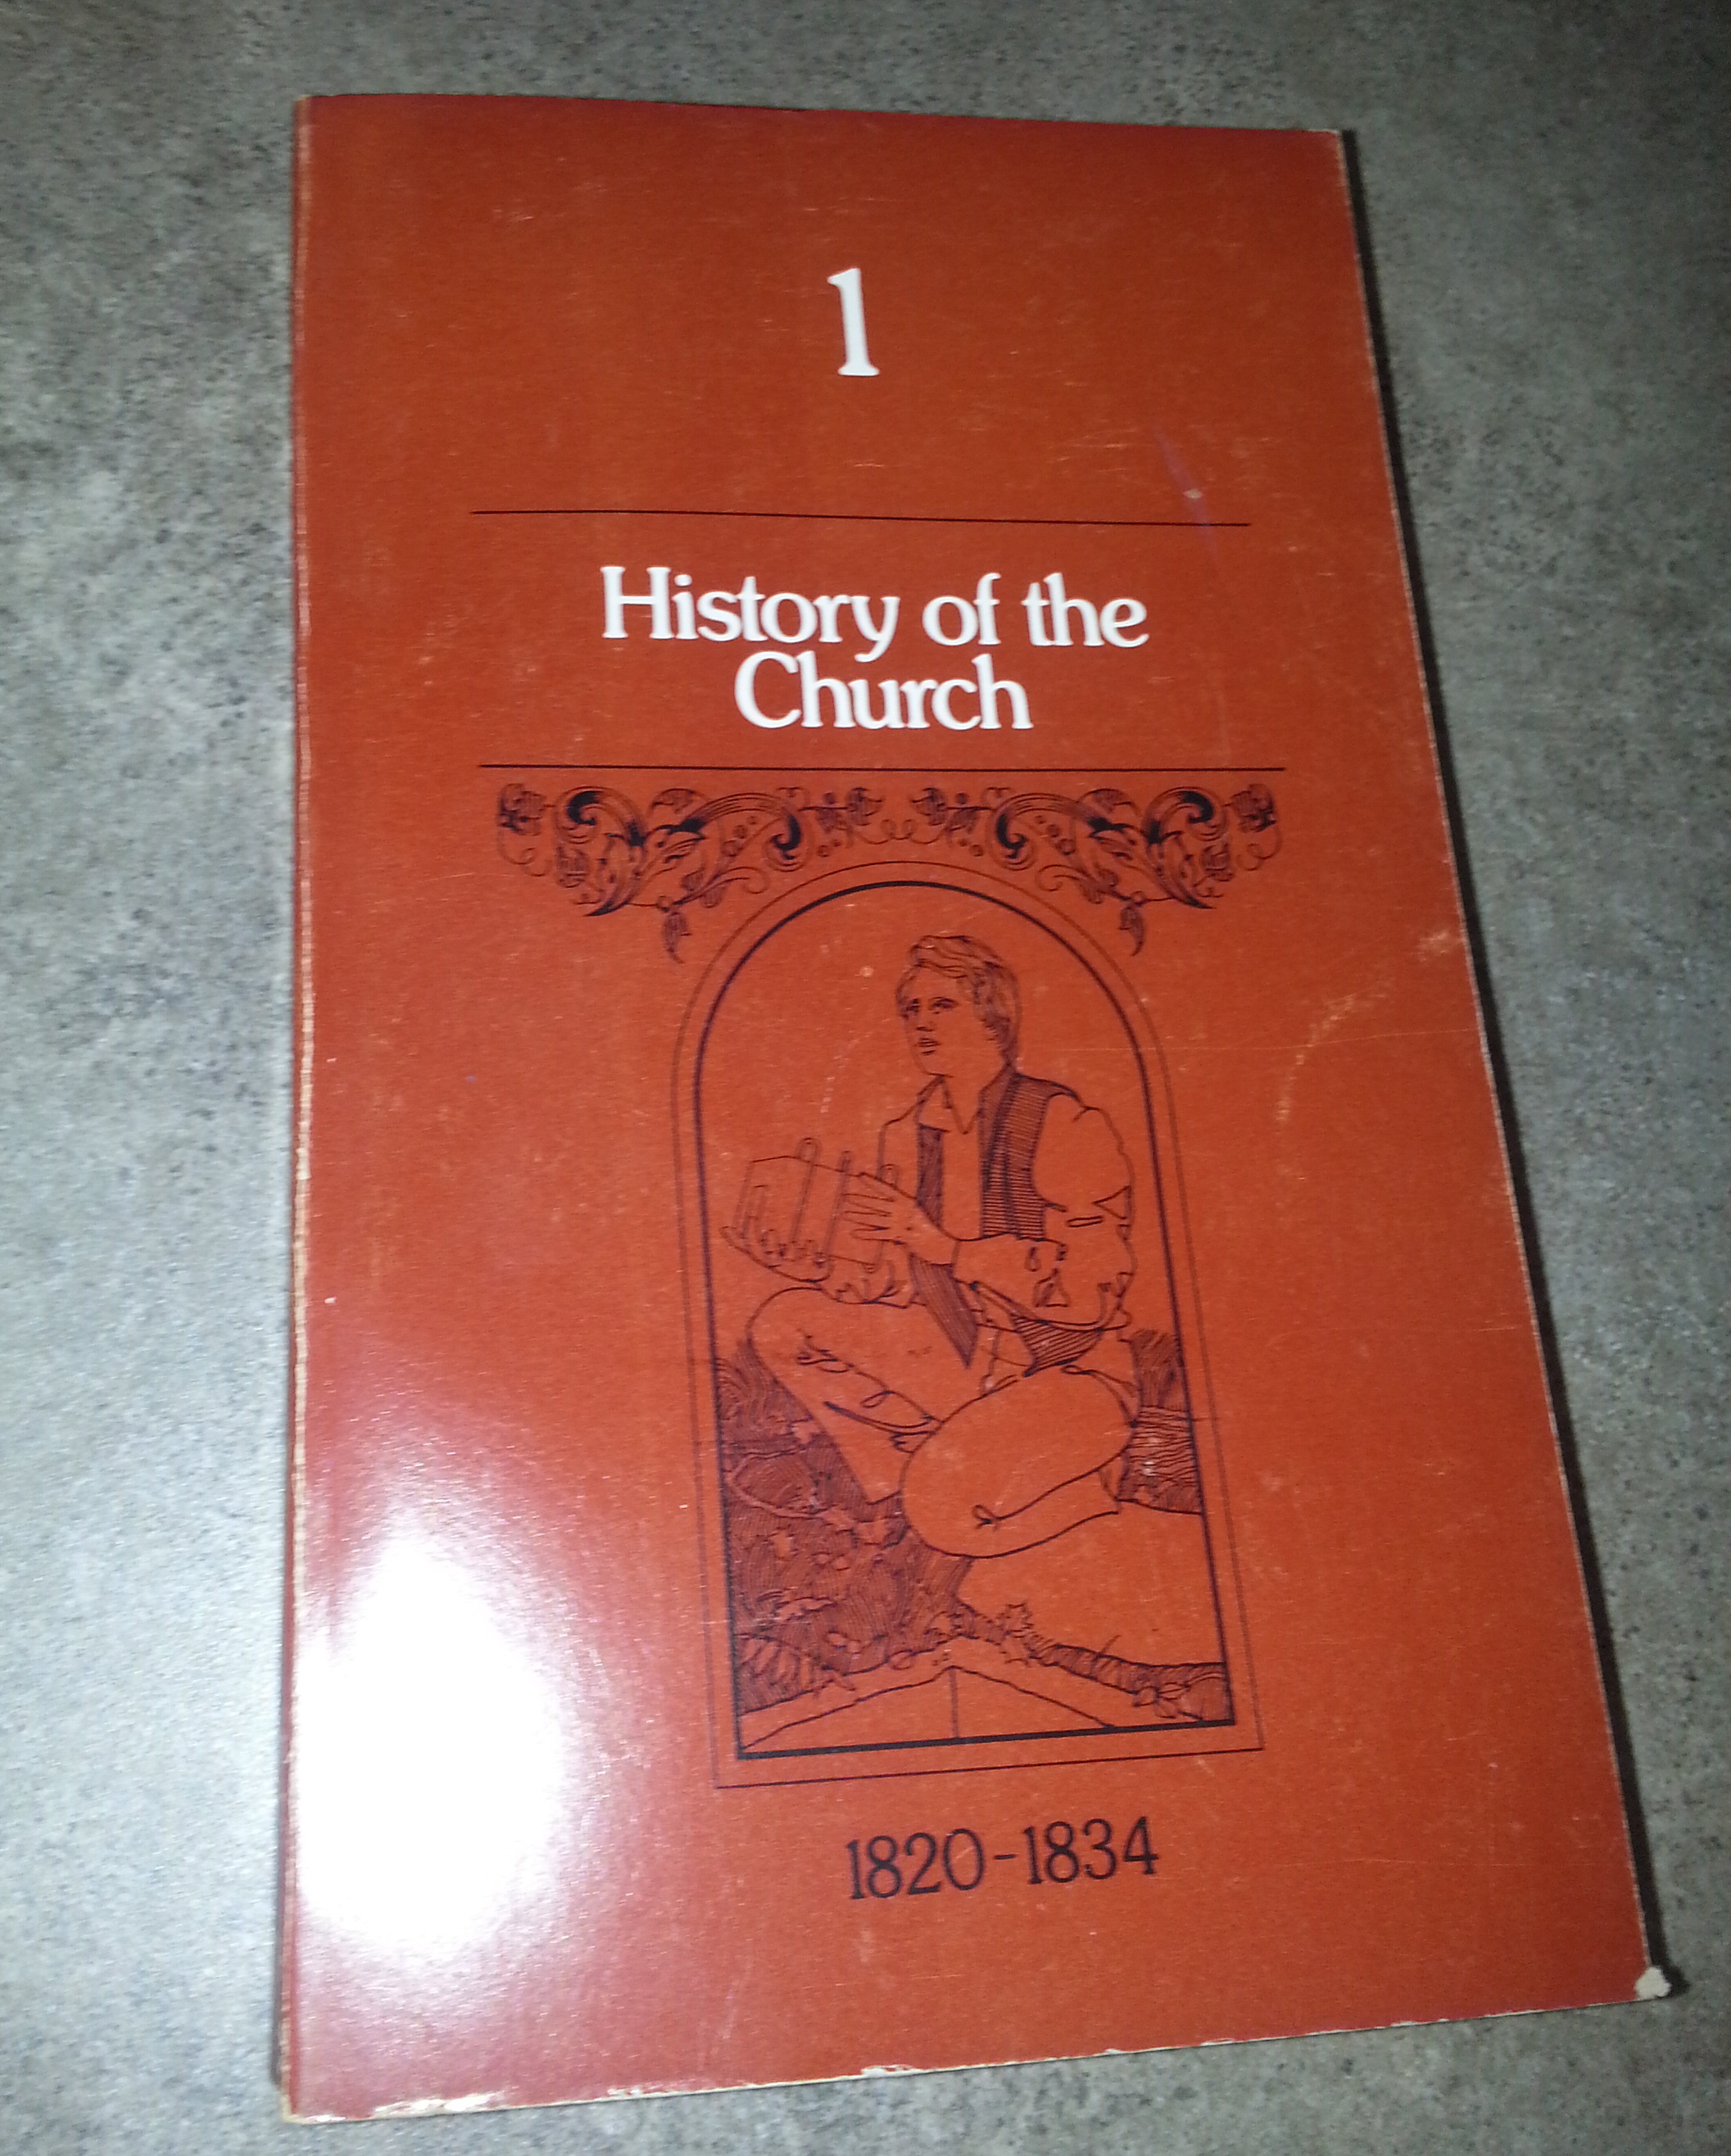 1
History of the
Church
1820-1834